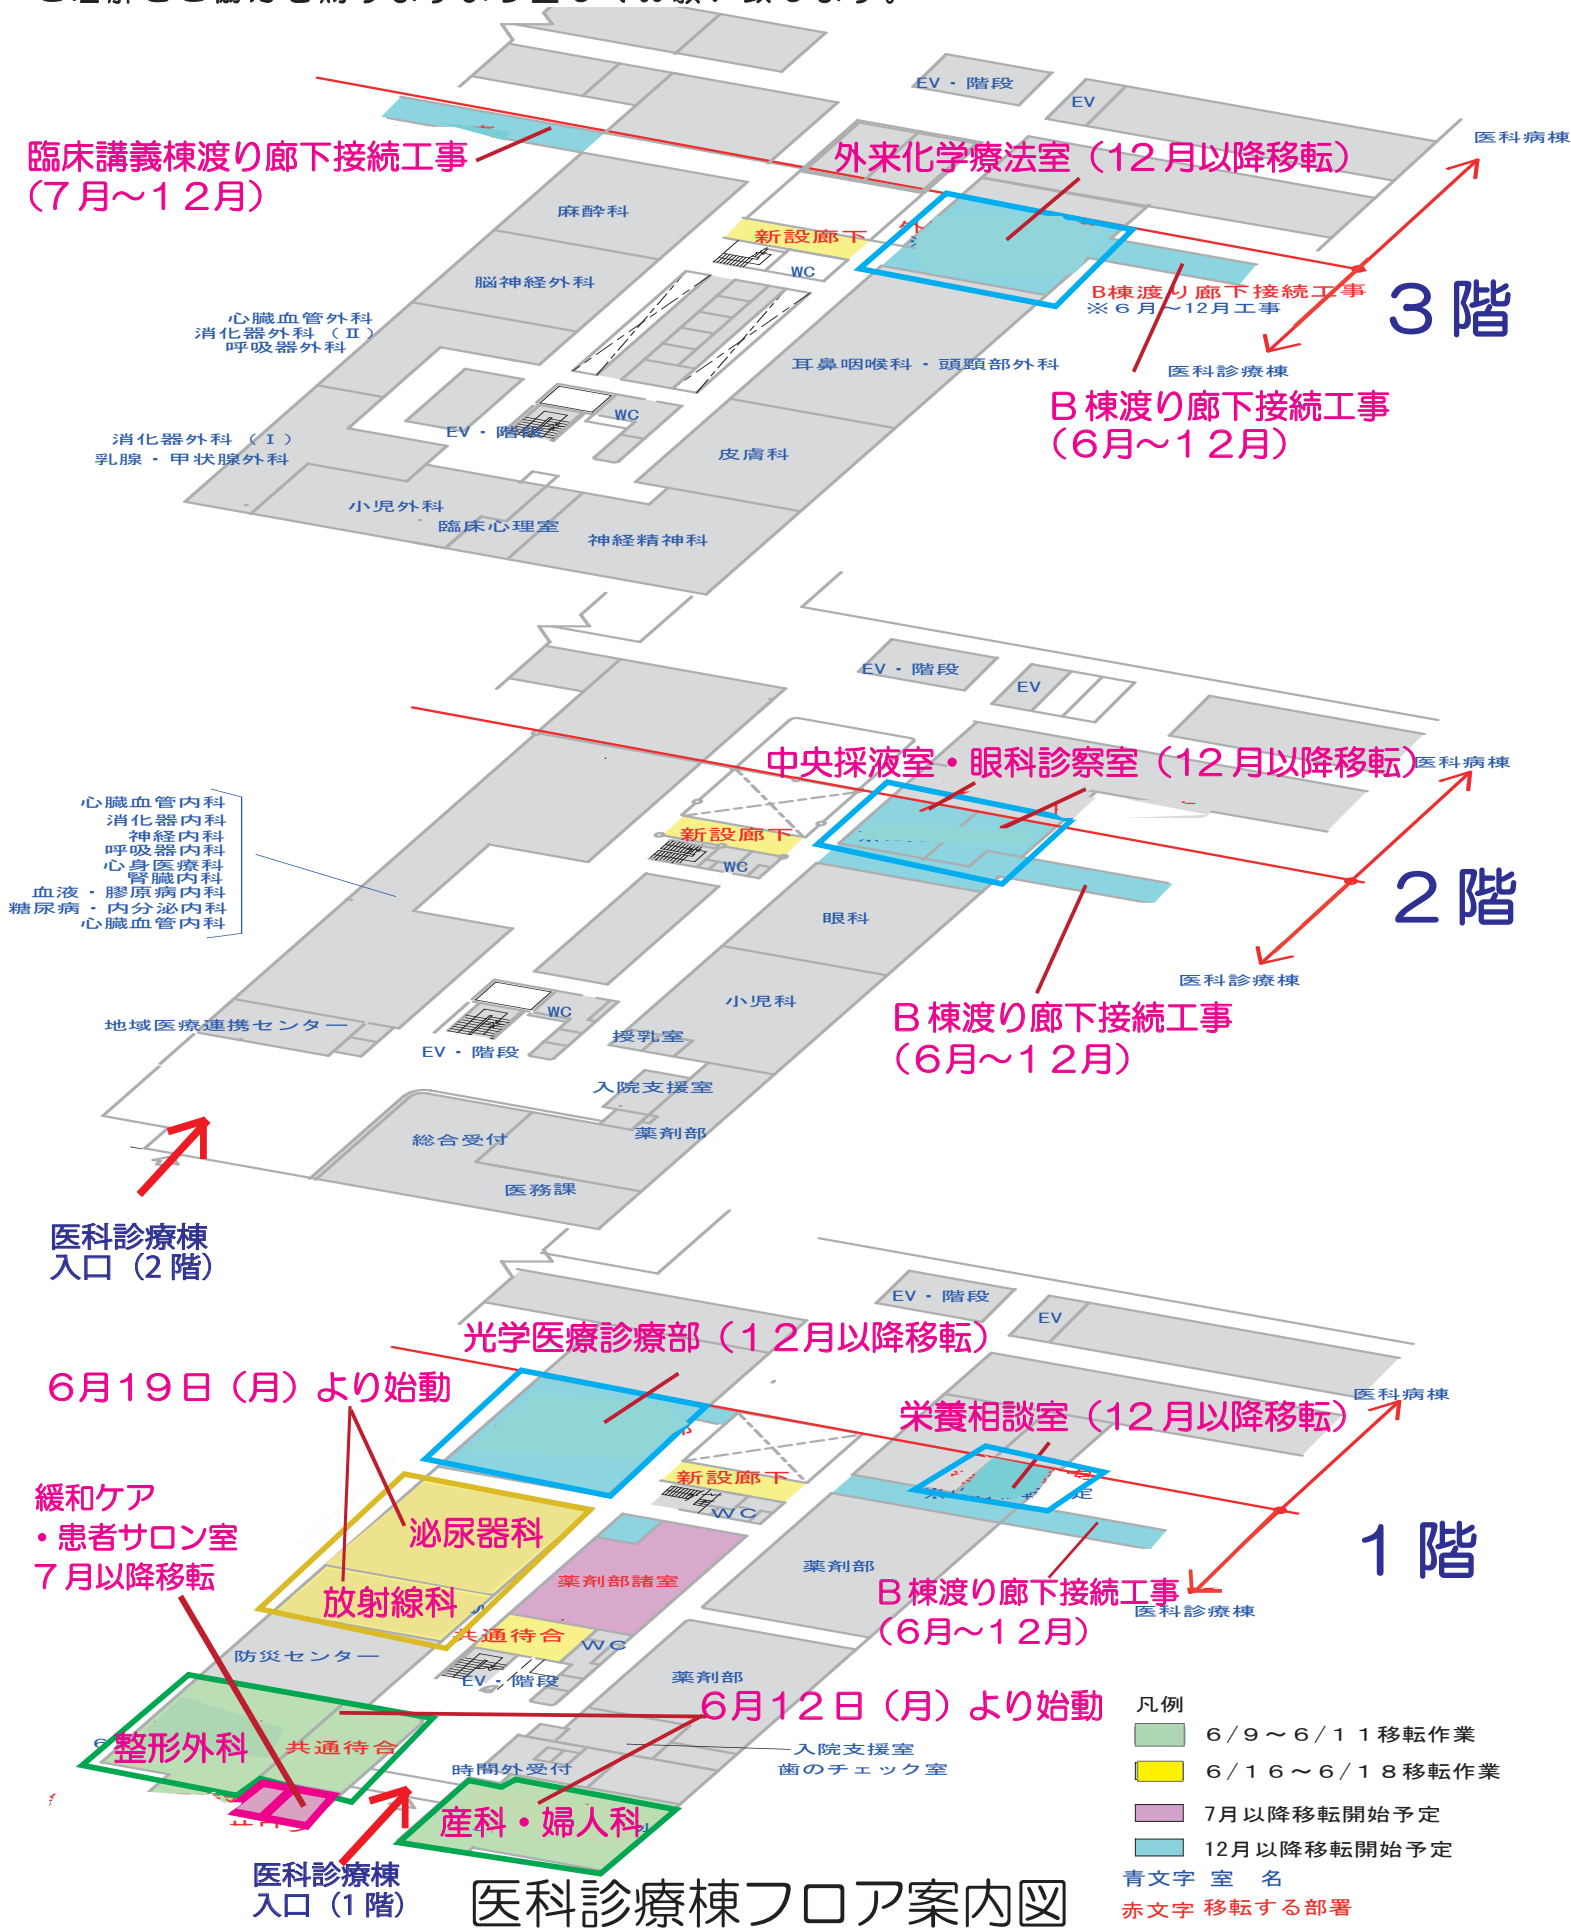 EV・階段
EV
医科病棟
臨床講義棟渡り廊下接続工事
(7月～12月)
外来化学療法室（12月以降移転）
麻酔科
新設廊下
WC
脳神経外科
B棟渡り廊下接続工事
※6月～12月工事
3階
心臓血管外科
消化器外科（Ⅱ）
呼吸器外科
耳鼻咽喉科・頭頸部外科
医科診療棟
B棟渡り廊下接続工事
（6月～12月）
WC
EV・階段
消化器外科（Ⅰ）
乳腺・甲状腺外科
皮膚科
小児外科
臨床心理室
神経精神科
EV・階段
EV
中央採液室・眼科診察室（12月以降移転）
医科病棟
心臓血管内科
消化器内科
神経内科
呼吸器内科
心身医療科
腎臓内科
血液・膠原病内科
糖尿病・内分泌内科
心臓血管内科
新設廊下
WC
2階
眼科
医科診療棟
小児科
B棟渡り廊下接続工事
（6月～12月）
地域医療連携センター
WC
EV・階段
授乳室
入院支援室
薬剤部
総合受付
医務課
医科診療棟
入口（2階）
EV・階段
EV
光学医療診療部（12月以降移転）
6月19日（月）より始動
医科病棟
栄養相談室（12月以降移転）
新設廊下
WC
緩和ケア
・患者サロン室
7月以降移転
泌尿器科
1階
薬剤部
薬剤部諸室
放射線科
B棟渡り廊下接続工事
（6月～12月）
医科診療棟
共通待合
WC
防災センター
EV・階段
薬剤部
6月12日（月）より始動
整形外科
共通待合
時間外受付
入院支援室
歯のチェック室
産科・婦人科
医科診療棟
入口（1階）
凡例
6/9～6/11移転作業
6/16～6/18移転作業
7月以降移転開始予定
12月以降移転開始予定
青文字 室 名
赤文字 移転する部署
医科診療棟フロア案内図